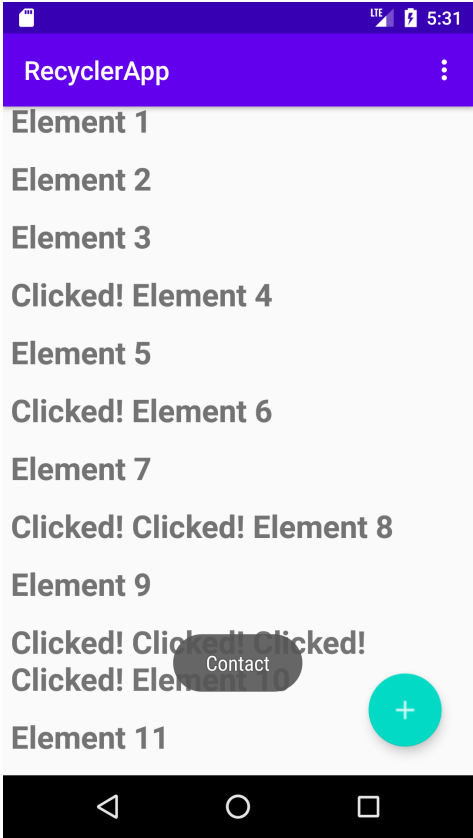 LTE 5:31
RecyclerApp
Element 1
Element 2
Element 3
Clicked! Element 4
Element 5
Clicked! Element 6
Element 7
Clicked! Clicked! Element 8
Element 9
Clicked! Clicked! Clicked!
Clicked! Element 10
Contact
Element 11